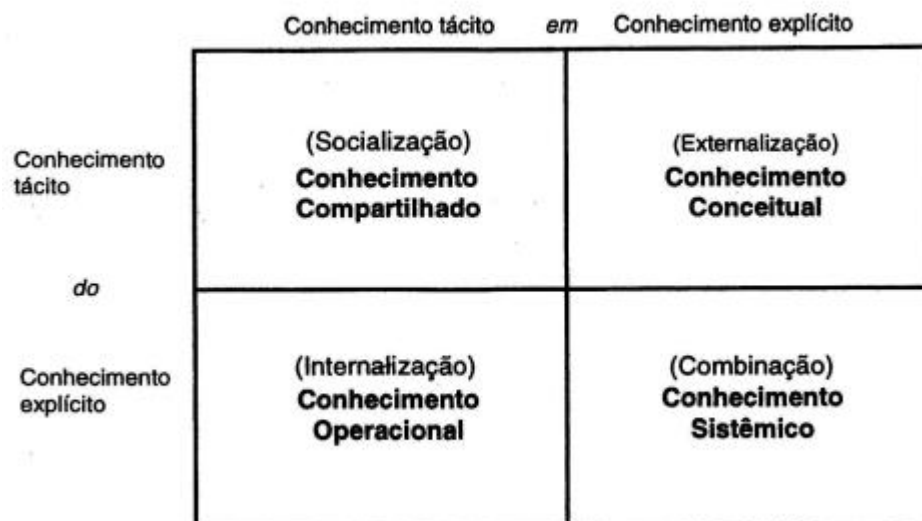 Conhecimento tácito em Conhecimento explícito
Conhecimento
tácito
(Socialização)
Conhecimento
Compartilhado
(Externalização)
Conhecimento
Conceitual
do
Conhecimento
explícito
(Internalização)
Conhecimento
Operacional
(Combinação)
Conhecimento
Sistêmico